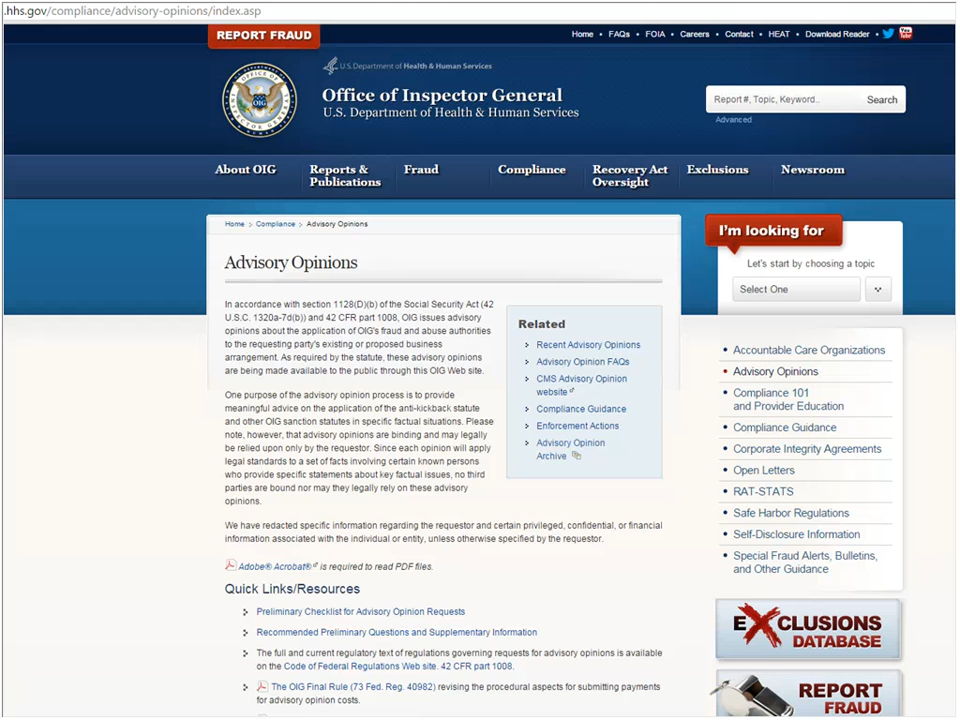 .hhs.gov/compliance/advisory-opinions/index.asp
REPORT FRAUD
Home • FAQs • FOIA • Careers • Contact • HEAT • Download Reader •
U.S. Department of Health & Human Services
Office of Inspector General
U.S. Department of Health & Human Services
OFFICE OF INSPECTOR GENERAL
OIG
Report #, Topic, Keyword..
Search
Advanced
About OIG
Reports &
Publications
Fraud
Compliance
Recovery Act
Oversight
Exclusions
Newsroom
Home > Compliance > Advisory Opinions
Advisory Opinions
In accordance with section 1128(D)(b) of the Social Security Act (42
U.S.C. 1320a-7d(b)) and 42 CFR part 1008, OIG issues advisory
opinions about the application of OIG's fraud and abuse authorities
to the requesting party's existing or proposed business
arrangement. As required by the statute, these advisory opinions
are being made available to the public through this OIG Web site.
One purpose of the advisory opinion process is to provide
meaningful advice on the application of the anti-kickback statute
and other OIG sanction statutes in specific factual situations. Please
note, however, that advisory opinions are binding and may legally
be relied upon only by the requestor. Since each opinion will apply
legal standards to a set of facts involving certain known persons
who provide specific statements about key factual issues, no third
parties are bound nor may they legally rely on these advisory
opinions.
We have redacted specific information regarding the requestor and certain privileged, confidential, or financial
information associated with the individual or entity, unless otherwise specified by the requestor.
Adobe® Acrobat® is required to read PDF files.
Quick Links/Resources
Preliminary Checklist for Advisory Opinion Requests
Recommended Preliminary Questions and Supplementary Information
The full and current regulatory text of regulations governing requests for advisory opinions is available
on the Code of Federal Regulations Web site. 42 CFR part 1008.
The OIG Final Rule (73 Fed. Reg. 40982) revising the procedural aspects for submitting payments
for advisory opinion costs.
Related
Recent Advisory Opinions
Advisory Opinion FAQs
CMS Advisory Opinion
website
Compliance Guidance
Enforcement Actions
Advisory Opinion
Archive
I'm looking for
Let's start by choosing a topic
Select One
Accountable Care Organizations
Advisory Opinions
Compliance 101
and Provider Education
Compliance Guidance
Corporate Integrity Agreements
Open Letters
RAT-STATS
Safe Harbor Regulations
Self-Disclosure Information
Special Fraud Alerts, Bulletins,
and Other Guidance
EXCLUSIONS
DATABASE
REPORT
FRAUD